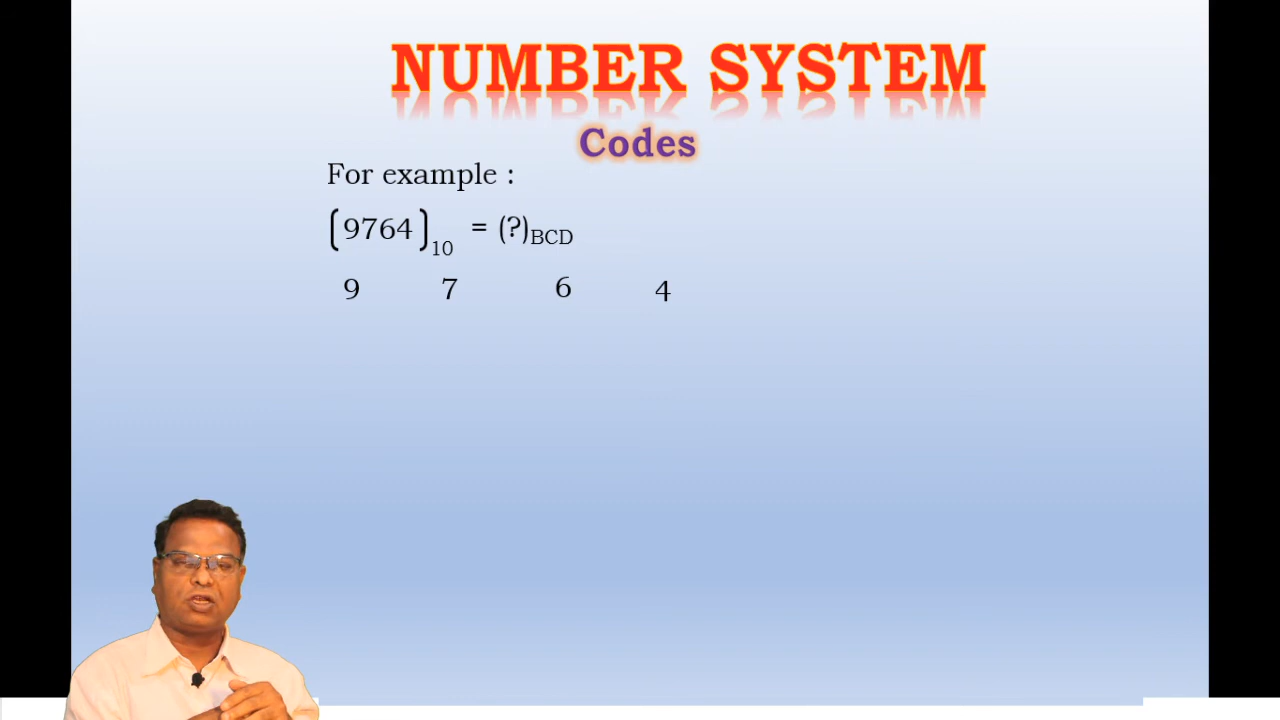 NUMBER SYSTEM
Codes
For example :
(9764)10 = (?)BCD
9 7 6 4